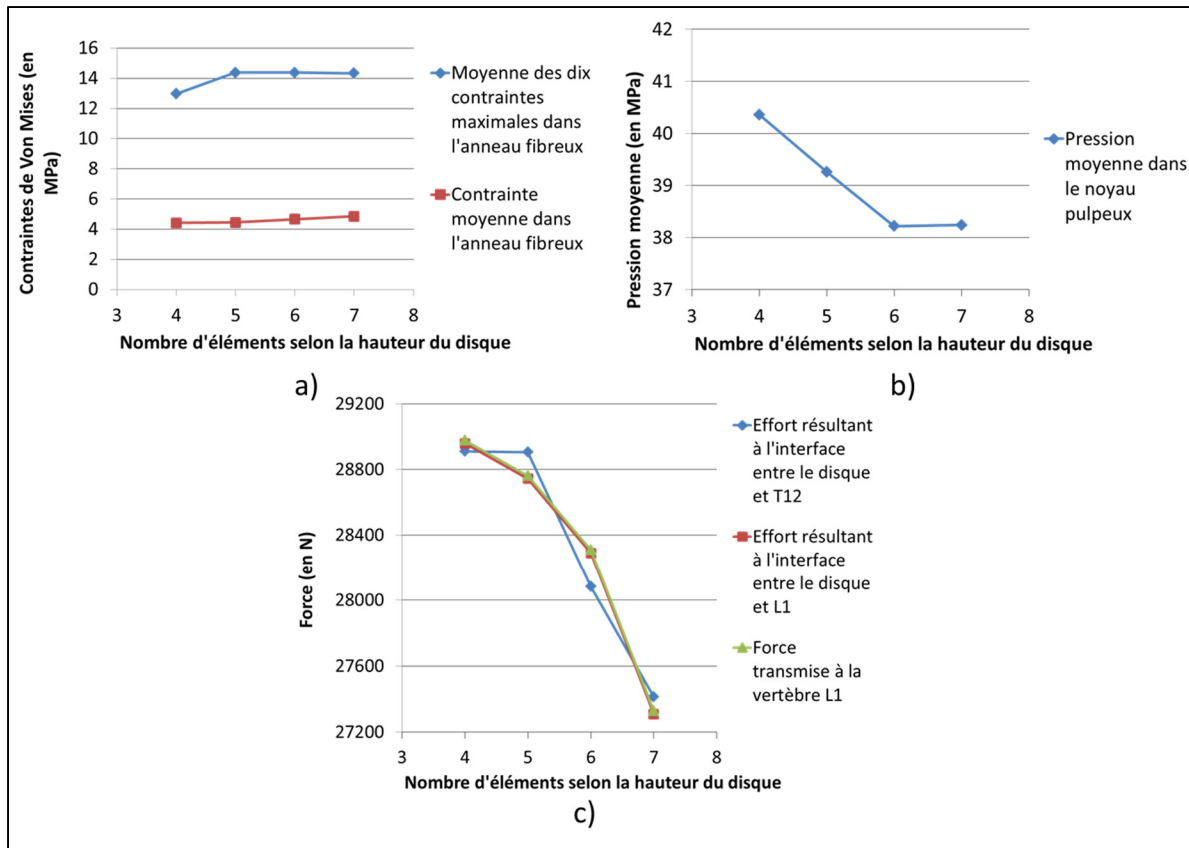 Contraintes de Von Mises (en
MPa)
16
14
12
10
8
6
4
2
0
3 4 5 6 7 8
Nombre d'éléments selon la hauteur du disque
Moyenne des dix
contraintes
maximales dans
l'anneau fibreux
Contrainte
moyenne dans
l'anneau fibreux
a)
Pression moyenne (en MPa)
42
41
40
39
38
37
3 4 5 6 7 8
Nombre d'éléments selon la hauteur du disque
Pression
moyenne dans
le noyau
pulpeux
b)
Force (en N)
29200
28800
28400
28000
27600
27200
3 4 5 6 7 8
Nombre d'éléments selon la hauteur du disque
Effort résultant
à l'interface
entre le disque
et T12
Effort résultant
à l'interface
entre le disque
et L1
Force
transmise à la
vertèbre L1
c)